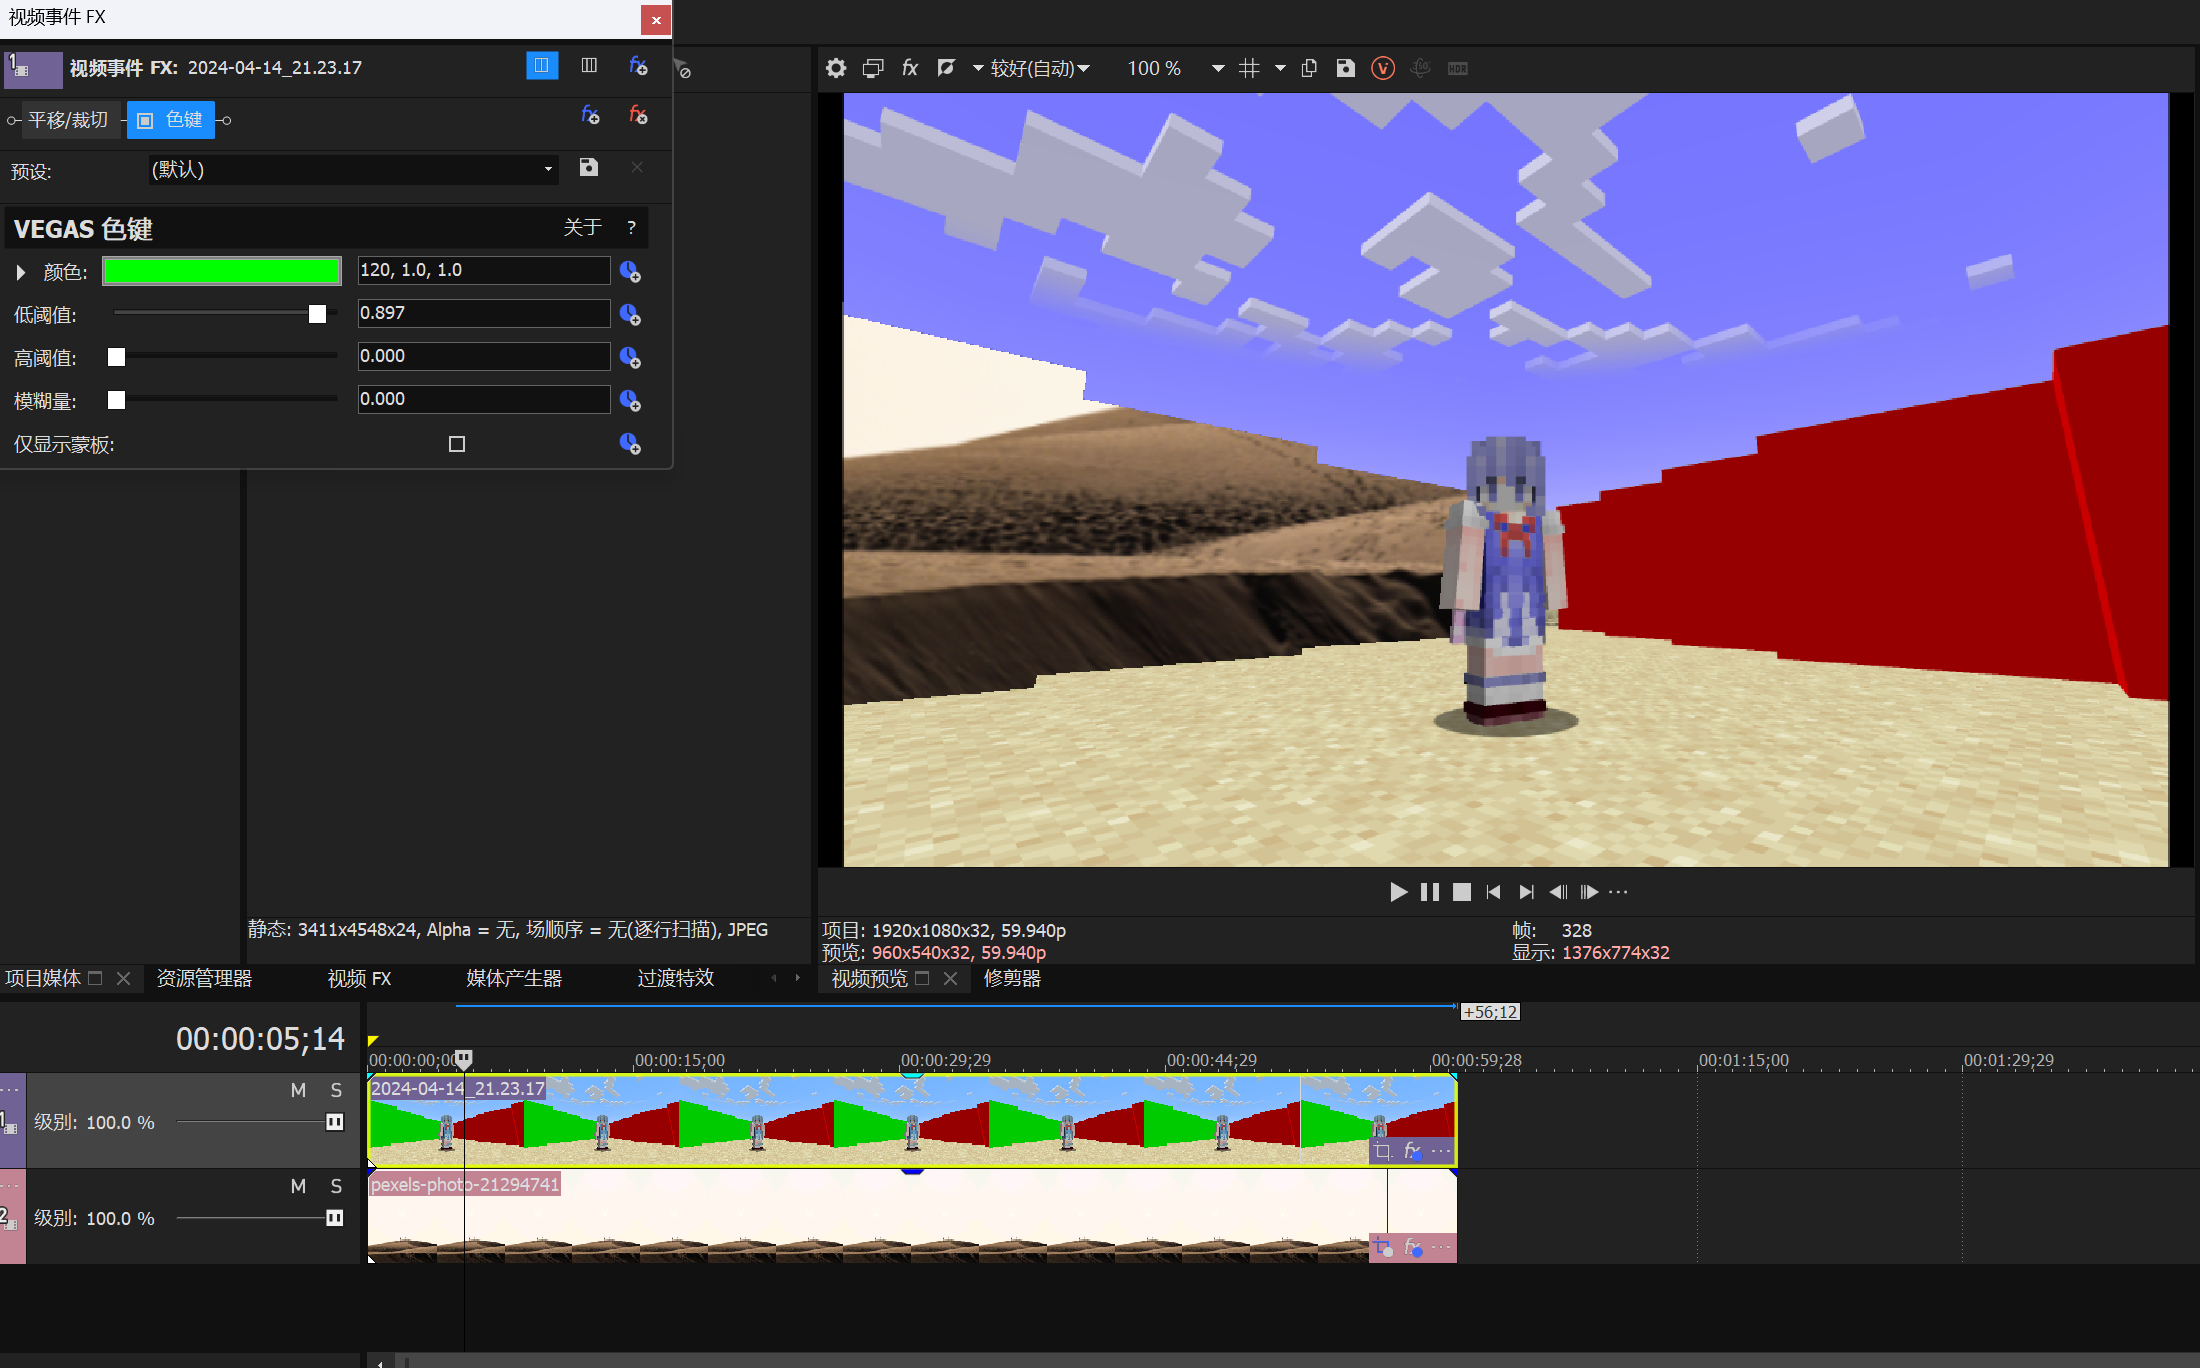 视频事件 FX
视频事件 FX: 2024-04-14_21.23.17
平移/裁切
色键
预设:
(默认)
VEGAS 色键
关于
?
颜色:
120, 1.0, 1.0
低阈值:
0.897
高阈值:
0.000
模糊量:
0.000
仅显示蒙板:
fx
较好(自动)
100 %
静态: 3411x4548x24, Alpha = 无, 场顺序 = 无(逐行扫描), JPEG
项目: 1920x1080x32, 59.940p
预览: 960x540x32, 59.940p
帧: 328
显示: 1376x774x32
项目媒体
资源管理器
视频 FX
媒体产生器
过渡特效
视频预览
修剪器
+56;12
00:00:05;14
00:00:15;00
00:00:29;29
00:00:44;29
00:00:59;28
00:01:15;00
00:01:29;29
1
M
S
级别: 100.0 %
2024-04-14_21.23.17
fx
2
M
S
级别: 100.0 %
pexels-photo-21294741
fx